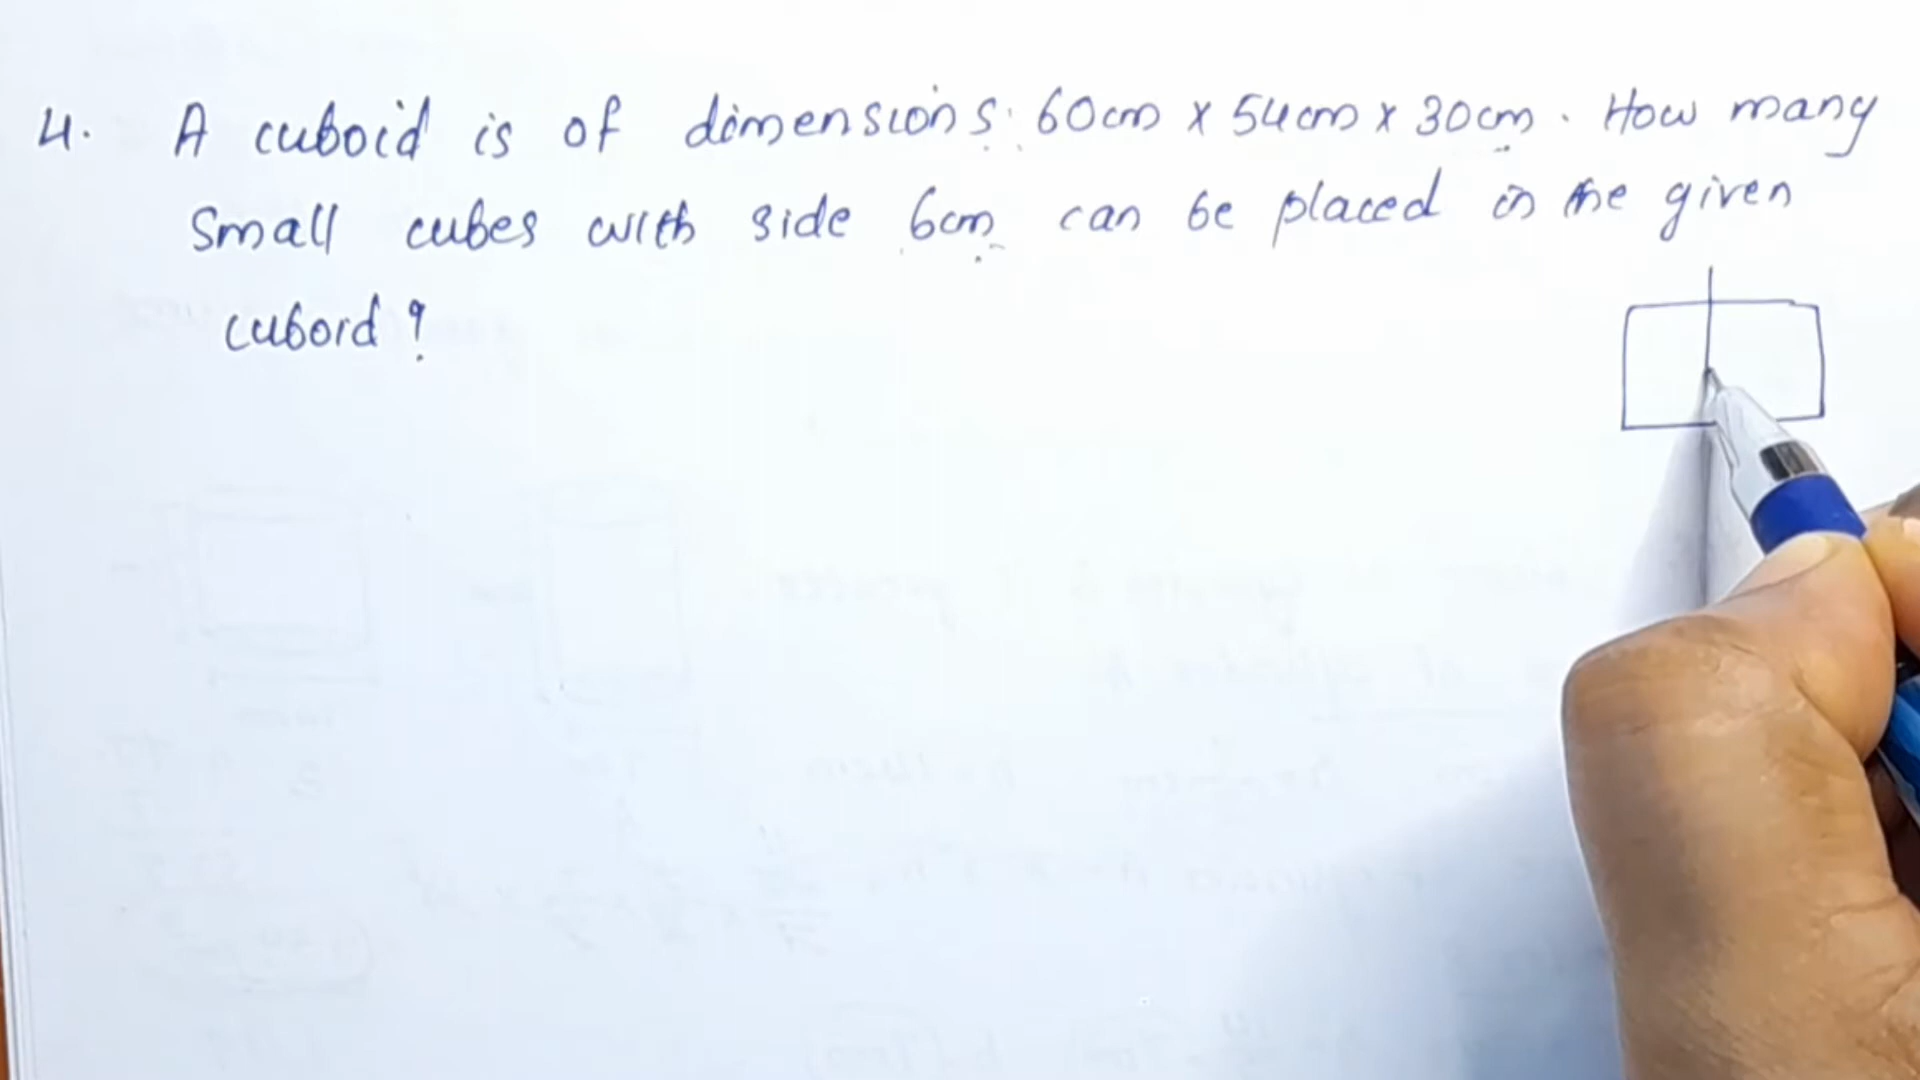 4. A cuboid is of dimensions 60cm x 54cm x 30cm. How many
Small cubes with side 6cm can be placed in the given
cuboid?